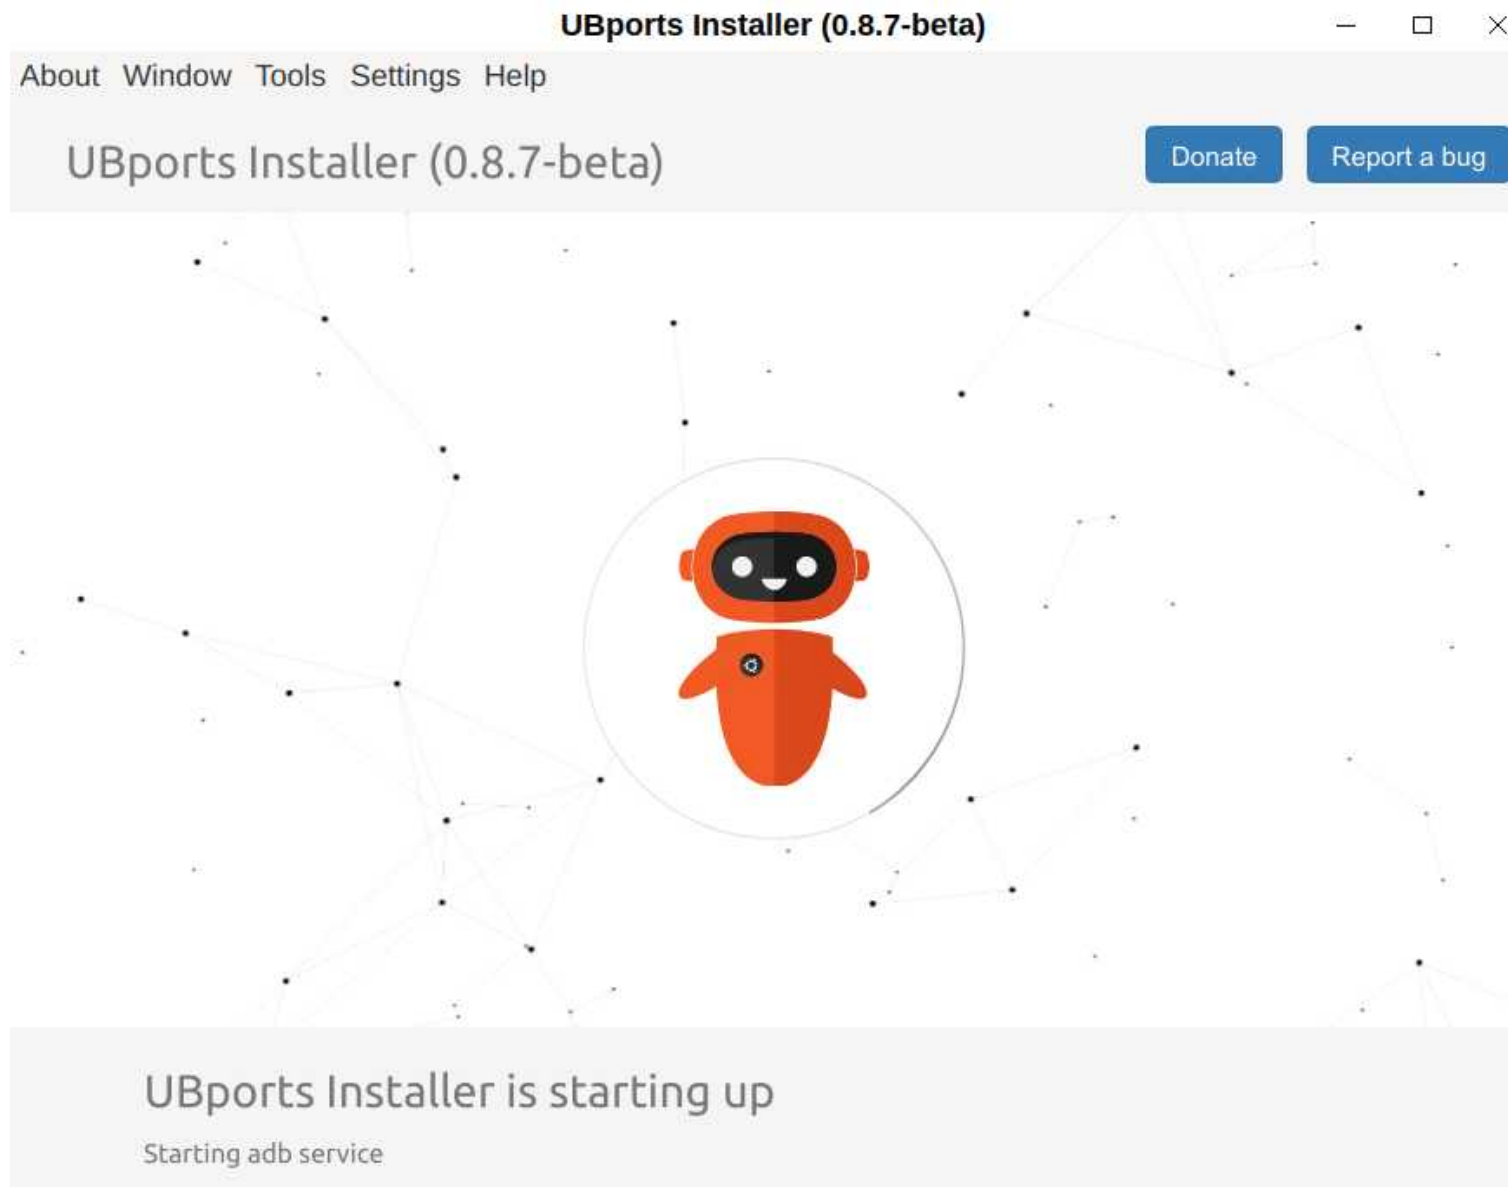 UBports Installer (0.8.7-beta)
About Window Tools Settings Help
UBports Installer (0.8.7-beta)
Donate
Report a bug
UBports Installer is starting up
Starting adb service